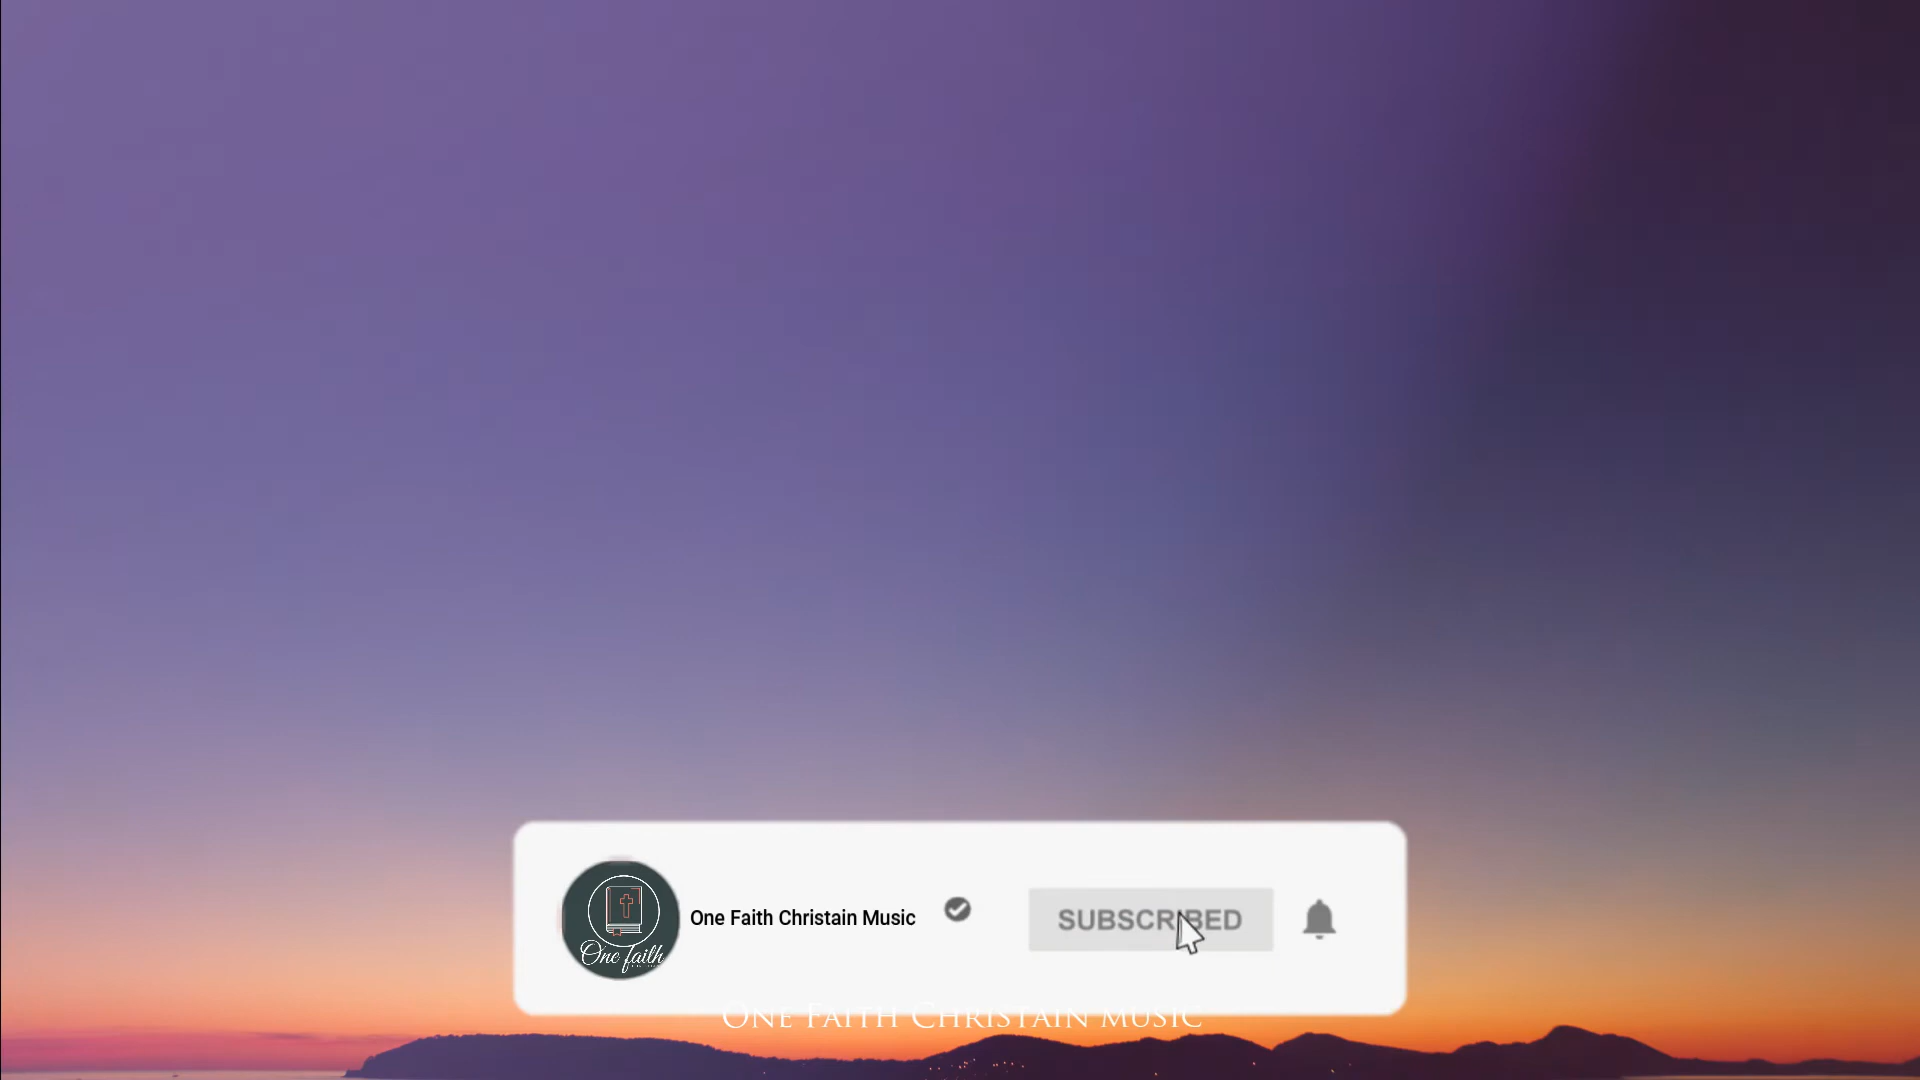 One Faith Christain Music
SUBSCRIBED
One faith
One Faith Christain music